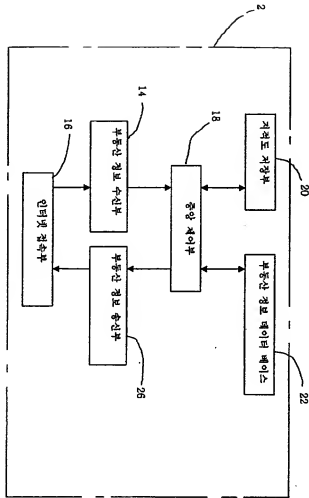 2
지적도 저장부
20
부동산 정보 데이터 베이스
22
18
중앙 제어부
14
부동산 정보 수신부
부동산 정보 송신부
26
16
인터넷 접속부